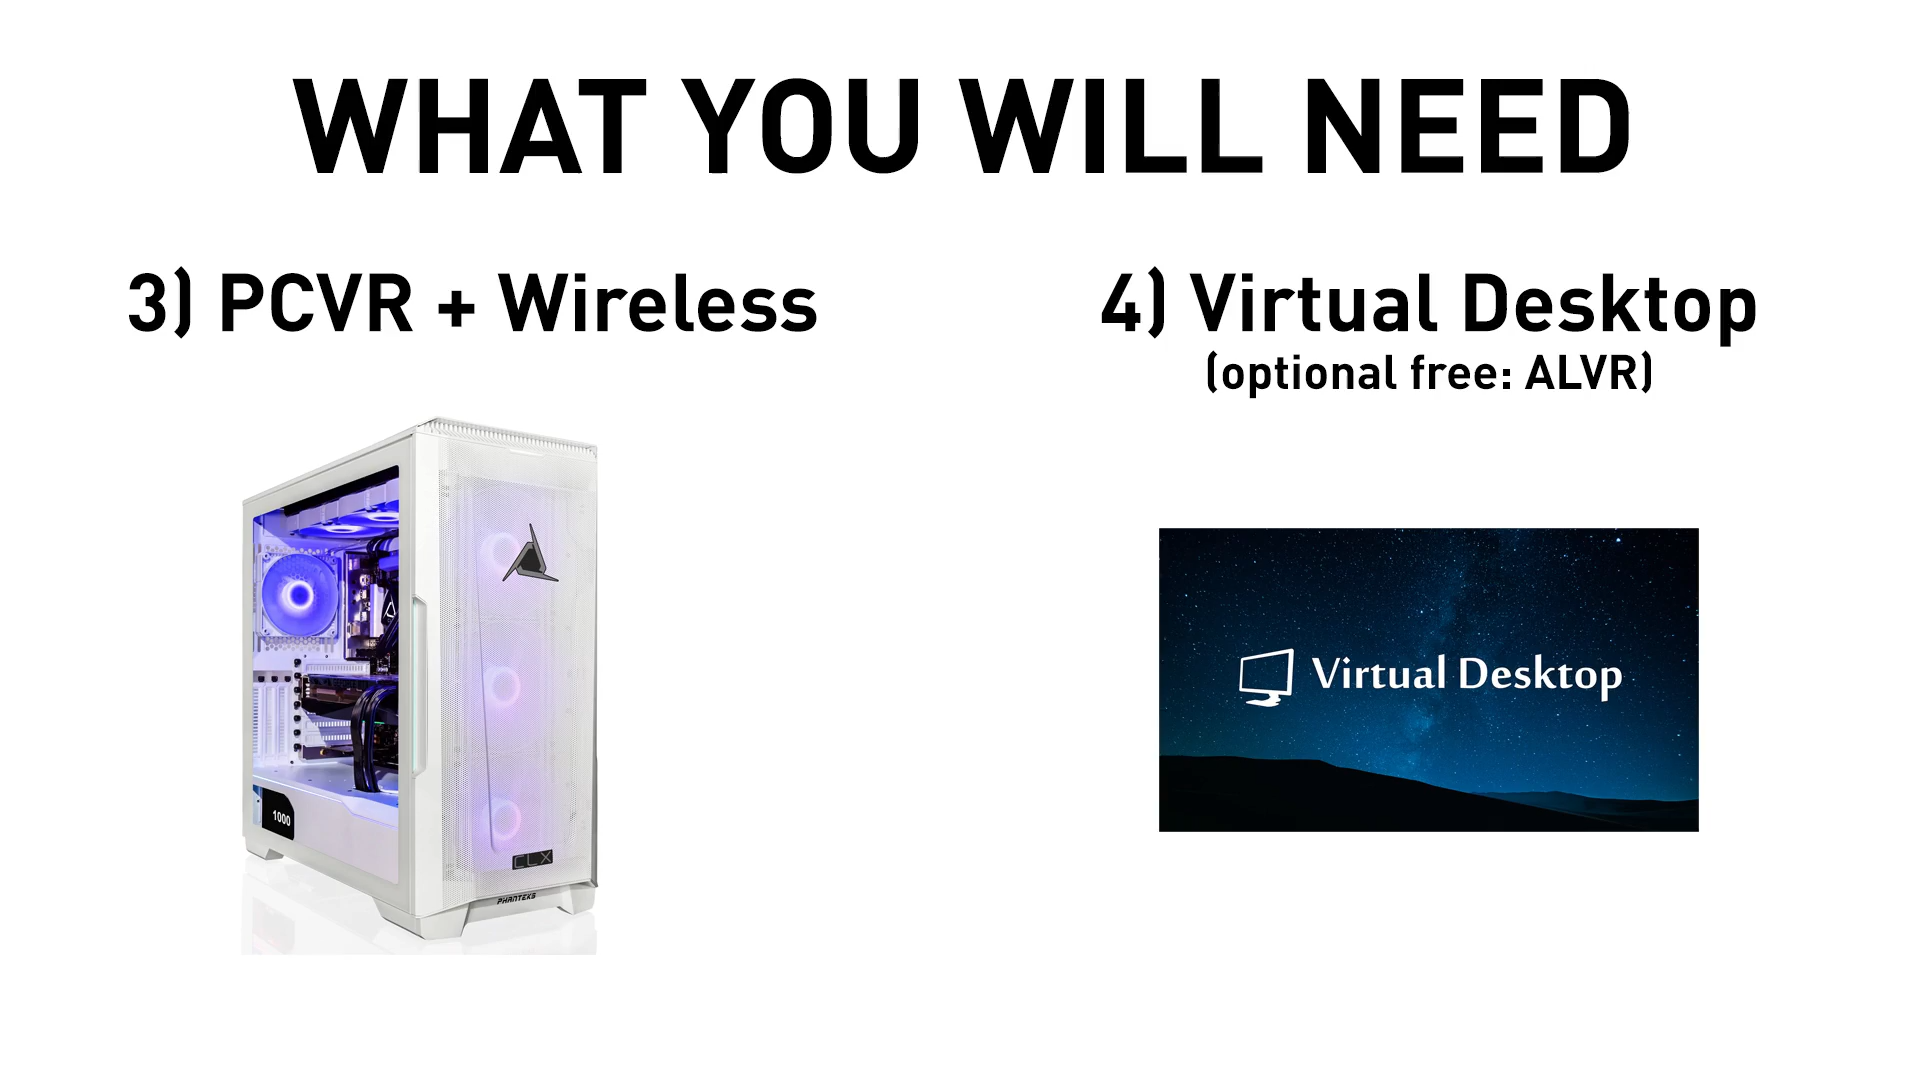 WHAT YOU WILL NEED
3) PCVR + Wireless
4) Virtual Desktop
(optional free: ALVR)
1000
CLX
PHANTEKS
Virtual Desktop